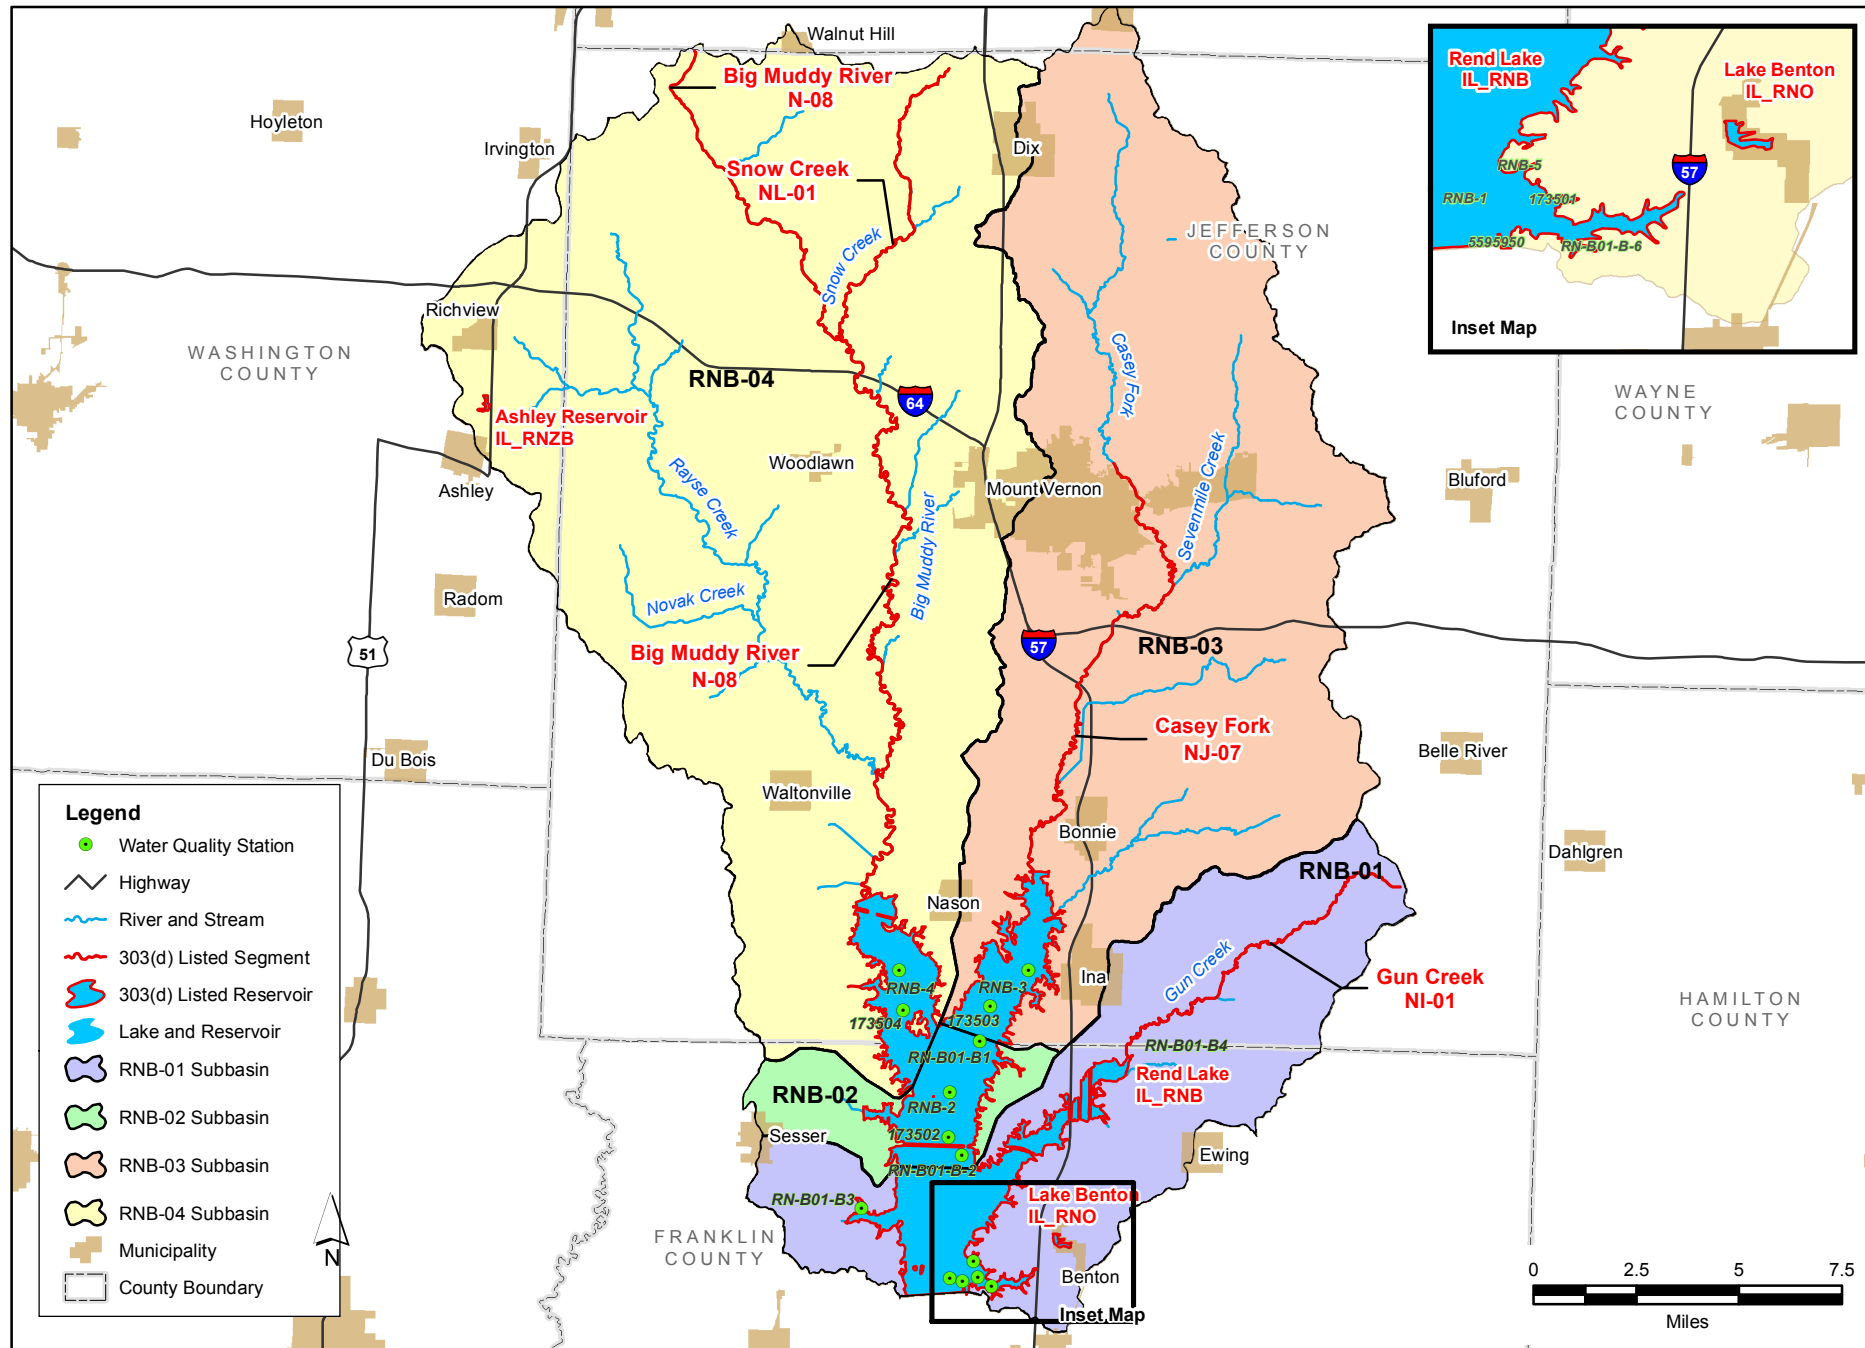 Walnut Hill
Big Muddy River
N-08
Hoyleton
Irvington
Dix
Snow Creek
NL-01
Snow Creek
JEFFERSON
COUNTY
Richview
WASHINGTON
COUNTY
RNB-04
Casey Fork
64
Ashley Reservoir
IL_RNZB
WAYNE
COUNTY
Woodlawn
Ashley
Rayse Creek
Mount Vernon
Sevenmile Creek
Bluford
Big Muddy River
Radom
Novak Creek
51
Big Muddy River
N-08
57
RNB-03
Casey Fork
NJ-07
Belle River
Du Bois
Waltonville
Bonnie
Dahlgren
RNB-01
Nason
Ina
Gun Creek
Gun Creek
NI-01
RNB-4
RNB-3
173504
173503
HAMILTON
COUNTY
RN-B01-B1
RN-B01-B4
Rend Lake
IL_RNB
RNB-02
RNB-2
Sesser
173502
Ewing
RN-B01-B-2
RN-B01-B3
Lake Benton
IL_RNO
FRANKLIN
COUNTY
Benton
Inset Map
Rend Lake
IL_RNB
Lake Benton
IL_RNO
RNB-5
57
RNB-1
173501
5595950
RN-B01-B-6
Inset Map
Legend
Water Quality Station
Highway
River and Stream
303(d) Listed Segment
303(d) Listed Reservoir
Lake and Reservoir
RNB-01 Subbasin
RNB-02 Subbasin
RNB-03 Subbasin
RNB-04 Subbasin
Municipality
County Boundary
N
0 2.5 5 7.5
Miles